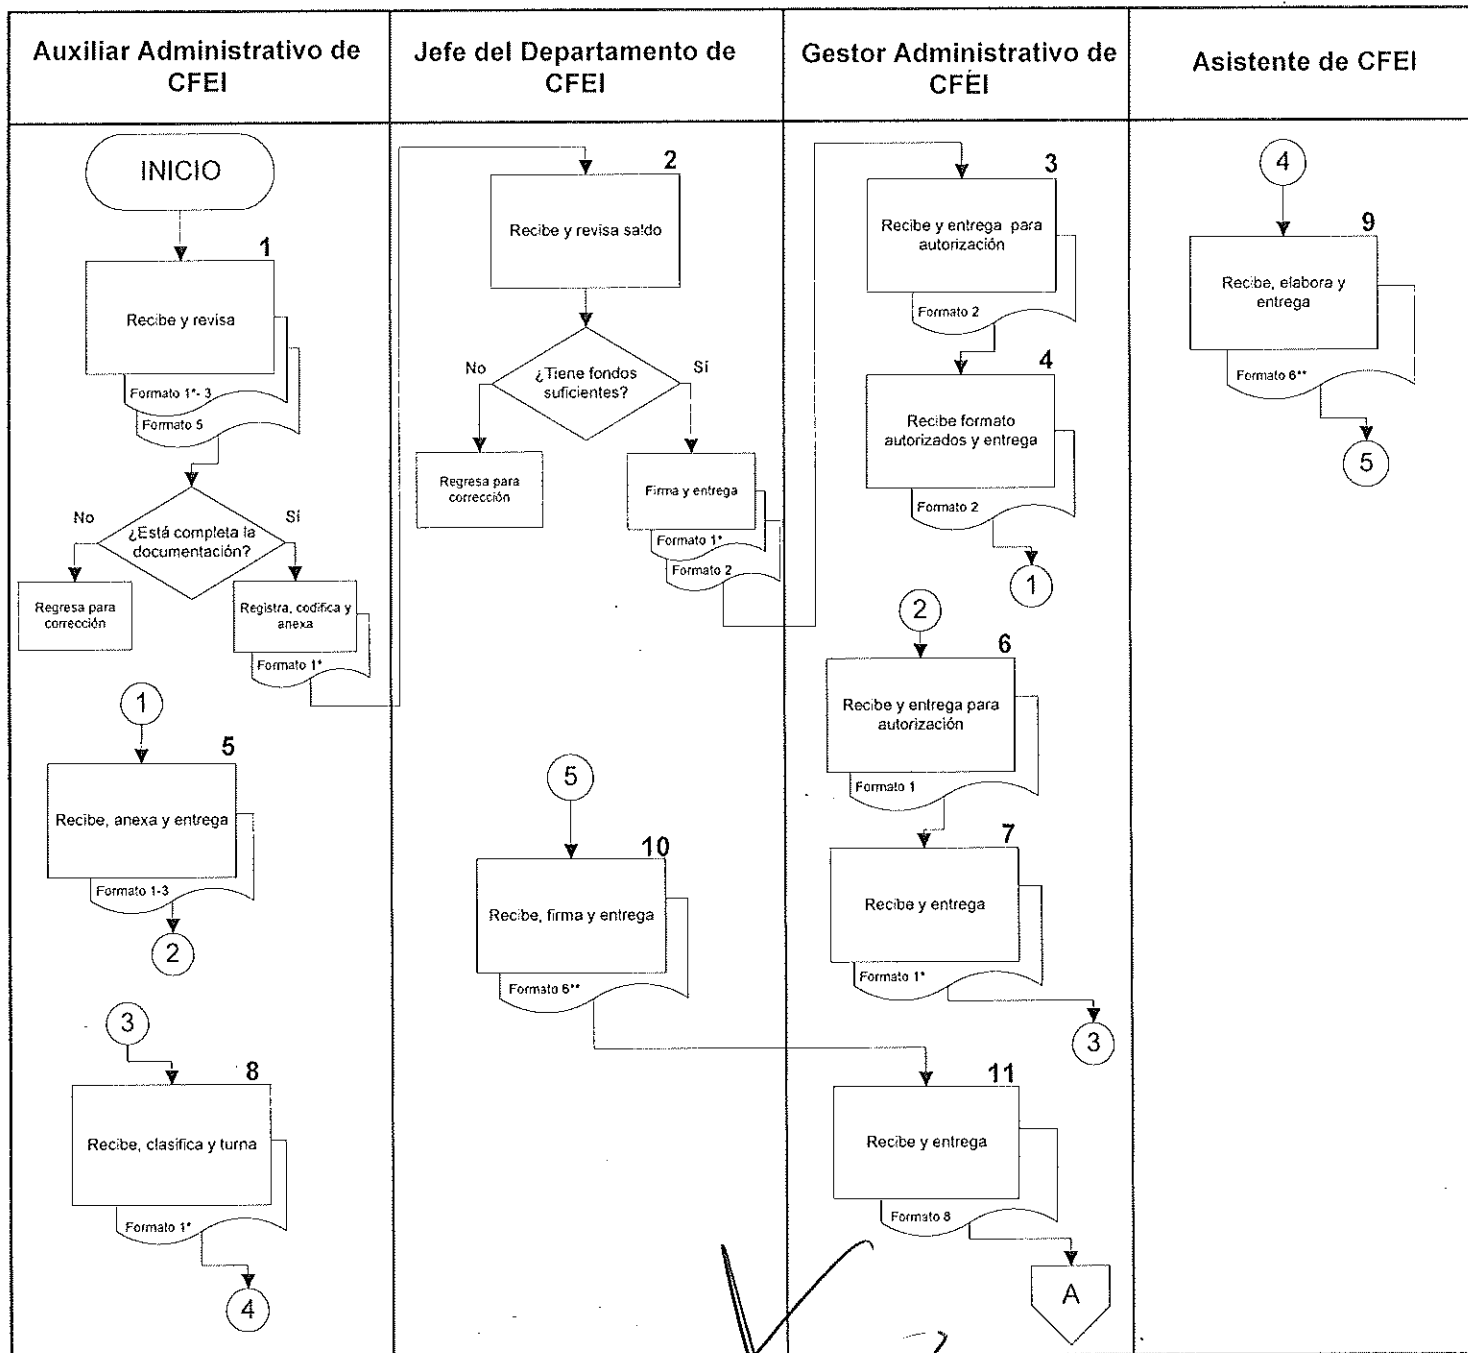 Auxiliar Administrativo de
CFEI
Jefe del Departamento de
CFEI
Gestor Administrativo de
CFEI
Asistente de CFEI
INICIO
1
Recibe y revisa
Formato 1*- 3
Formato 5
¿Está completa la
documentación?
No
Sí
Regresa para
corrección
Registra, codifica y
anexa
Formato 1*
1
5
Recibe, anexa y entrega
Formato 1-3
2
3
8
Recibe, clasifica y turna
Formato 1*
4
2
Recibe y revisa saldo
¿Tiene fondos
suficientes?
No
Sí
Regresa para
corrección
Firma y entrega
Formato 1*
Formato 2
5
10
Recibe, firma y entrega
Formato 6**
3
Recibe y entrega para
autorización
Formato 2
4
Recibe formato
autorizados y entrega
Formato 2
1
2
6
Recibe y entrega para
autorización
Formato 1
7
Recibe y entrega
Formato 1*
3
11
Recibe y entrega
Formato 8
A
4
9
Recibe, elabora y
entrega
Formato 6**
5